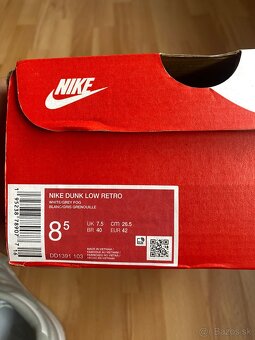 NIKE
NIKE DUNK LOW RETRO
WHITE/GREY FOG
BLANC/GRIS GRENOUILLE
8 5
UK 7.5 CM 26.5
BR 40 EUR 42
DD1391 103
Bazos.sk